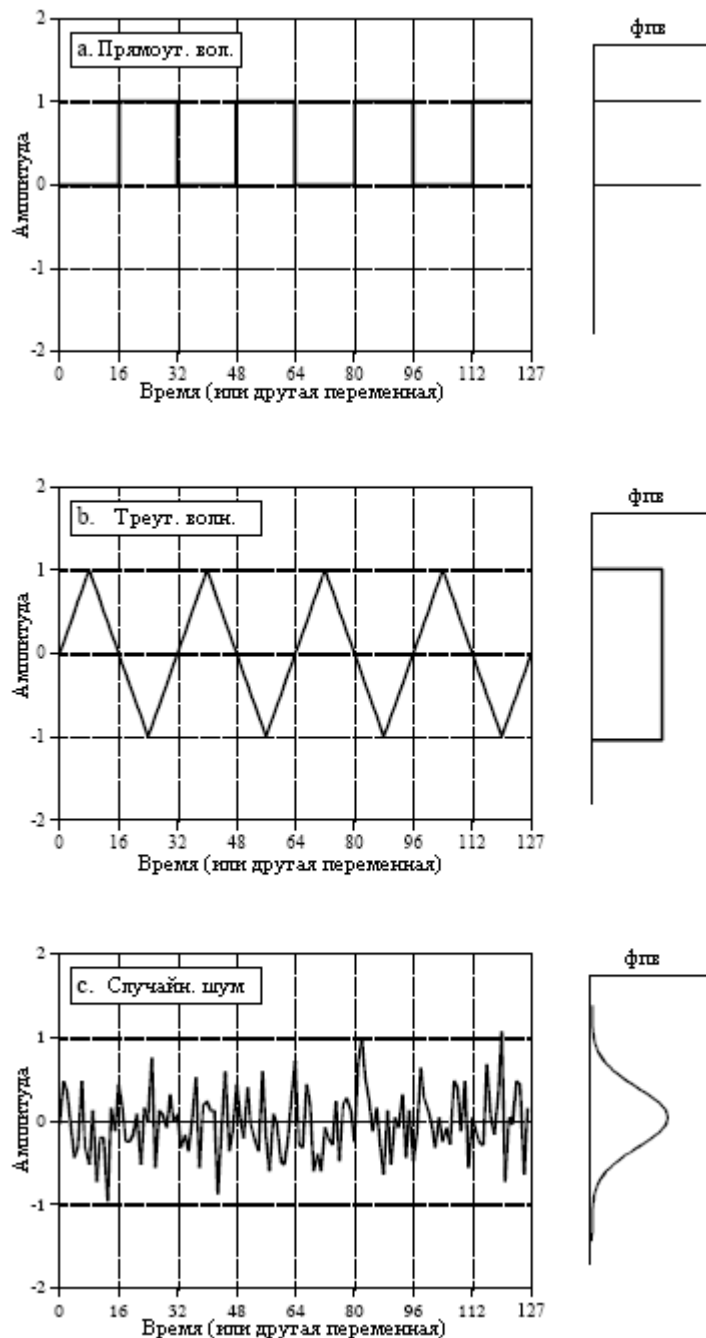 2
a. Прямоут. вол.
фпв
1
Амплитуда
0
-1
-2
0 16 32 48 64 80 96 112 127
Время (или другая переменная)
2
b. Треут. волн.
фпв
1
Амплитуда
0
-1
-2
0 16 32 48 64 80 96 112 127
Время (или другая переменная)
2
c. Случайн. шум
фпв
1
Амплитуда
0
-1
-2
0 16 32 48 64 80 96 112 127
Время (или другая переменная)